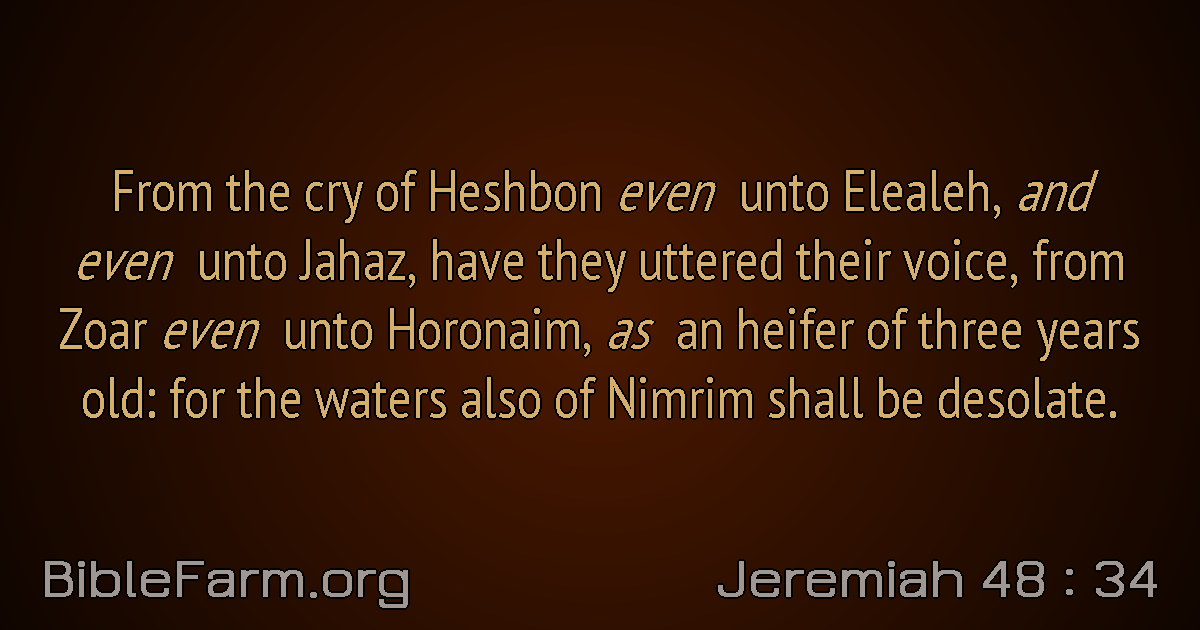 From the cry of Heshbon even unto Elealeh, and
even unto Jahaz, have they uttered their voice, from
Zoar even unto Horonaim, as an heifer of three years
old: for the waters also of Nimrim shall be desolate.
BibleFarm.org
Jeremiah 48 : 34